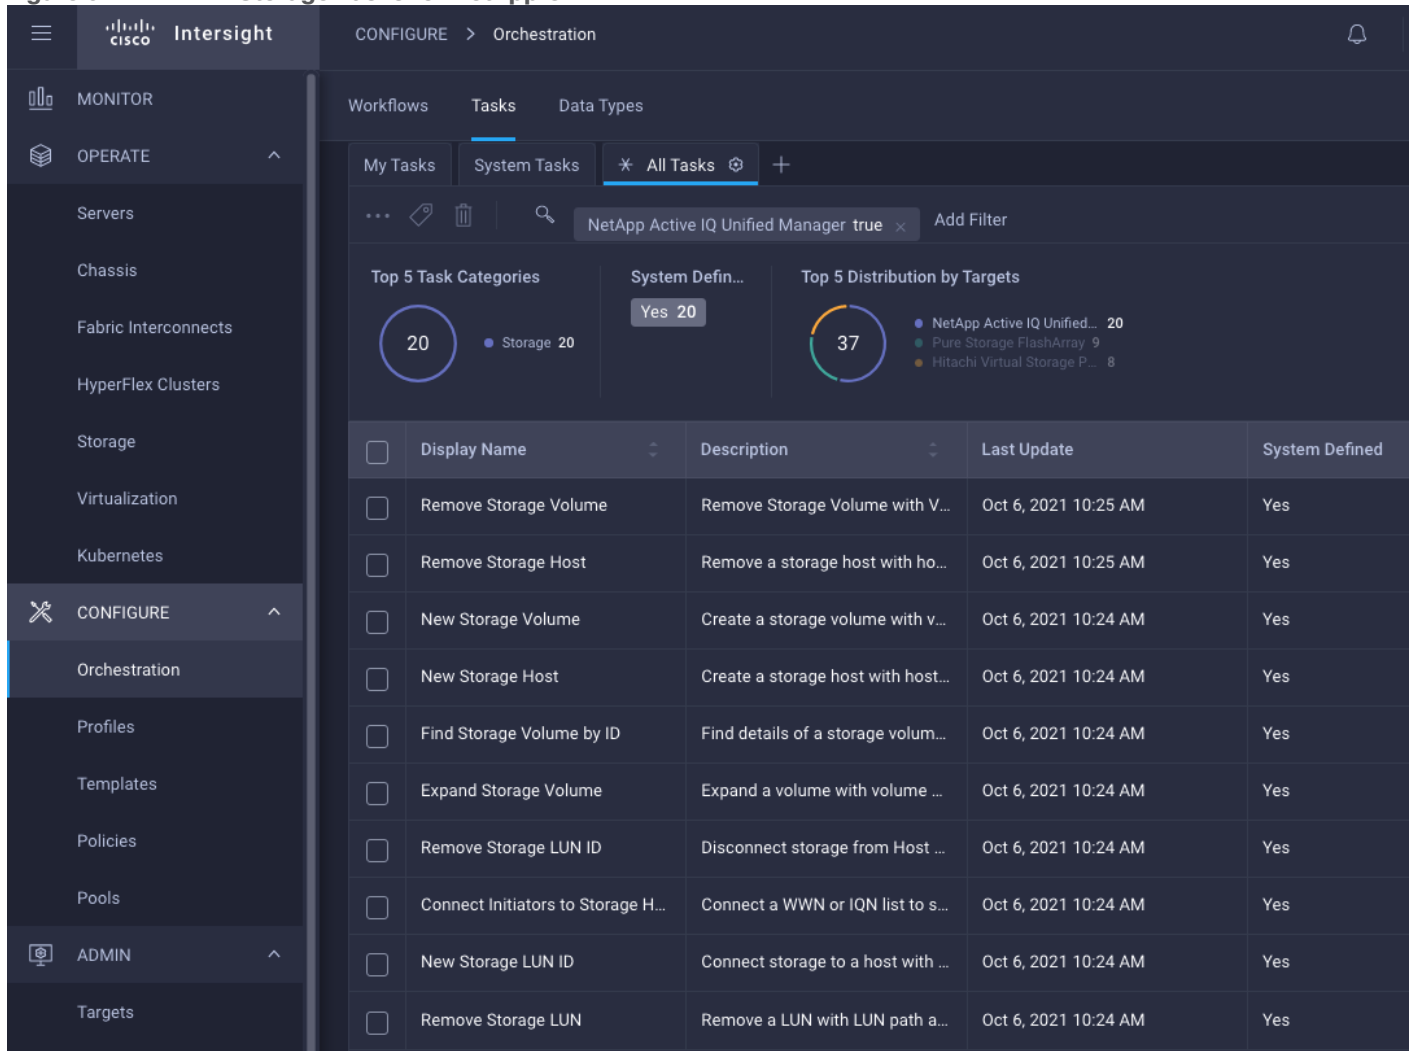 cisco Intersight
CONFIGURE > Orchestration
MONITOR
OPERATE
Servers
Chassis
Fabric Interconnects
HyperFlex Clusters
Storage
Virtualization
Kubernetes
CONFIGURE
Orchestration
Profiles
Templates
Policies
Pools
ADMIN
Targets
Workflows Tasks Data Types
My Tasks System Tasks All Tasks +
NetApp Active IQ Unified Manager true × Add Filter
Top 5 Task Categories
20
Storage 20
System Defin...
Yes 20
Top 5 Distribution by Targets
37
NetApp Active IQ Unified... 20
Pure Storage FlashArray 9
Hitachi Virtual Storage P... 8
Display Name Description Last Update System Defined
Remove Storage Volume Remove Storage Volume with V... Oct 6, 2021 10:25 AM Yes
Remove Storage Host Remove a storage host with ho... Oct 6, 2021 10:25 AM Yes
New Storage Volume Create a storage volume with v... Oct 6, 2021 10:24 AM Yes
New Storage Host Create a storage host with host... Oct 6, 2021 10:24 AM Yes
Find Storage Volume by ID Find details of a storage volum... Oct 6, 2021 10:24 AM Yes
Expand Storage Volume Expand a volume with volume ... Oct 6, 2021 10:24 AM Yes
Remove Storage LUN ID Disconnect storage from Host ... Oct 6, 2021 10:24 AM Yes
Connect Initiators to Storage H... Connect a WWN or IQN list to s... Oct 6, 2021 10:24 AM Yes
New Storage LUN ID Connect storage to a host with ... Oct 6, 2021 10:24 AM Yes
Remove Storage LUN Remove a LUN with LUN path a... Oct 6, 2021 10:24 AM Yes